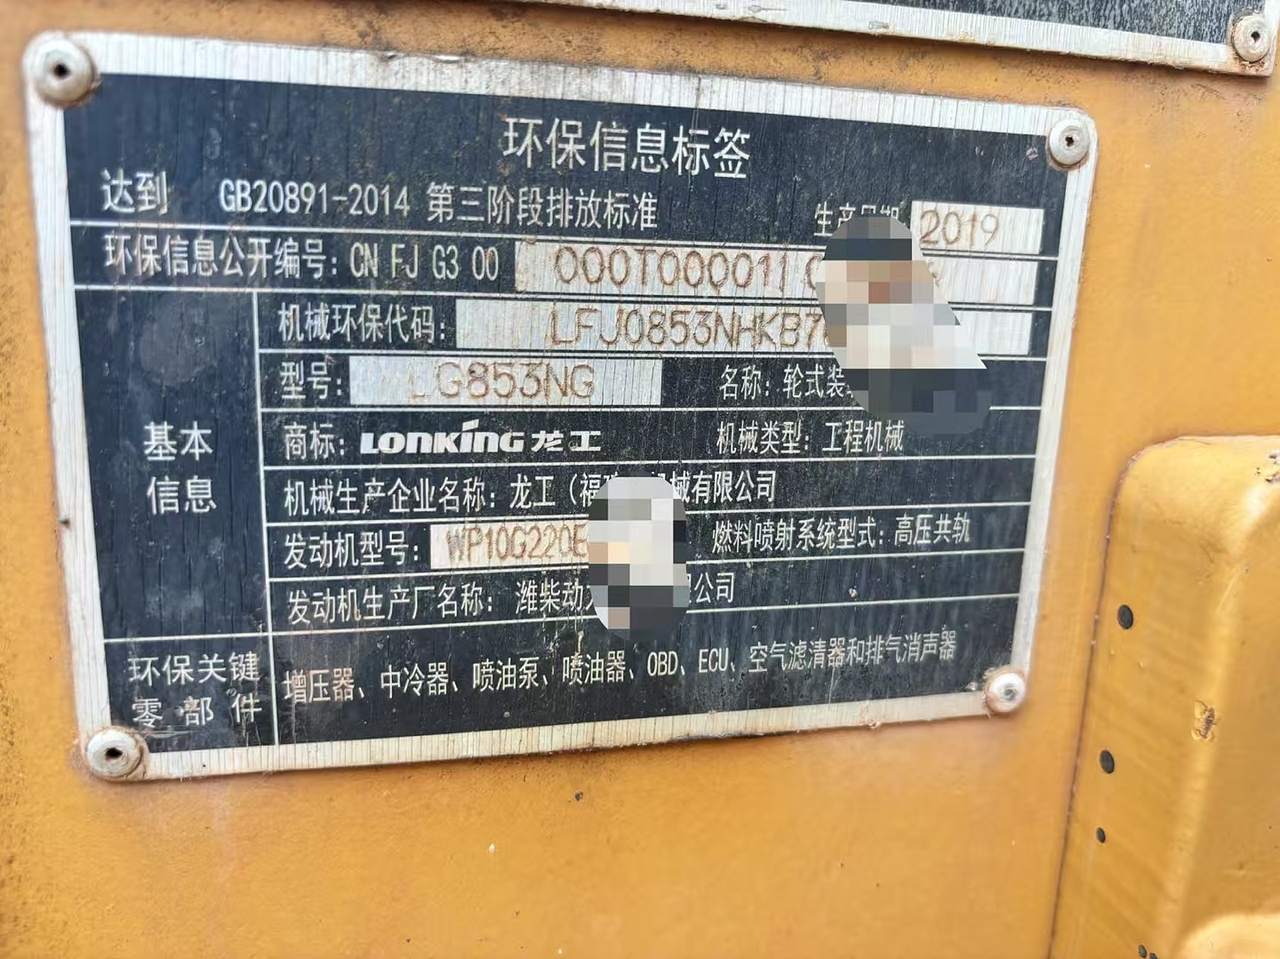 环保信息标签
达到 GB20891-2014 第三阶段排放标准 生产日期 2019
环保信息公开编号: CN FJ G3 00 000T000011
机械环保代码: LFJ0853NHKB7
型号: LG853NG 名称: 轮式装
商标: LONKING 龙工 机械类型: 工程机械
机械生产企业名称: 龙工（福 机械有限公司
发动机型号: WP10G220E 燃料喷射系统型式: 高压共轨
发动机生产厂名称: 潍柴动 公司
基本
信息
环保关键
零部件
增压器、中冷器、喷油泵、喷油器、OBD、ECU、空气滤清器和排气消声器